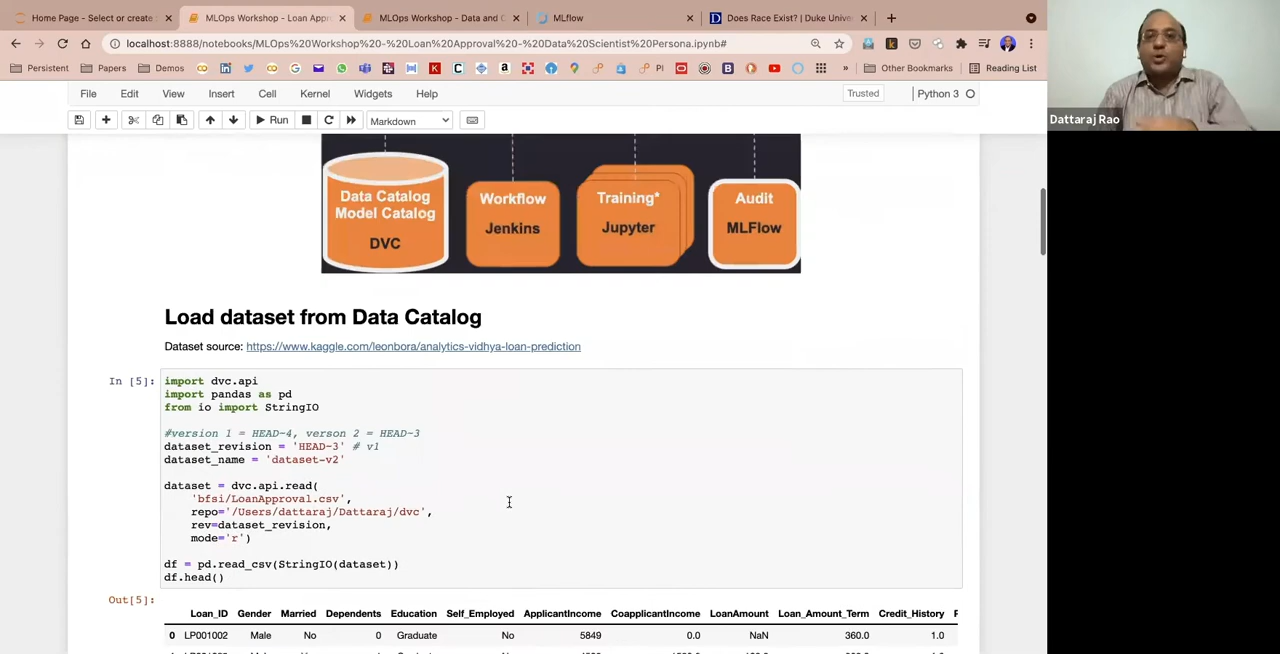 Home Page - Select or create
MLOps Workshop - Loan Appr
MLOps Workshop - Data and C
MLflow
Does Race Exist? | Duke Unive
localhost:8888/notebooks/MLOps%20Workshop%20-%20Loan%20Approval%20-%20Data%20Scientist%20Persona.ipynb#
Persistent
Papers
Demos
PI
Other Bookmarks
Reading List
File Edit View Insert Cell Kernel Widgets Help
Trusted
Python 3
Run
Markdown
Data Catalog
Model Catalog
DVC
Workflow
Jenkins
Training*
Jupyter
Audit
MLFlow
Dattaraj Rao
Load dataset from Data Catalog
Dataset source: https://www.kaggle.com/leonbora/analytics-vidhya-loan-prediction
In [5]:
import dvc.api
import pandas as pd
from io import StringIO
#version 1 = HEAD-4, verson 2 = HEAD-3
dataset_revision = 'HEAD-3' # v1
dataset_name = 'dataset-v2'
dataset = dvc.api.read(
'bfsi/LoanApproval.csv',
repo='/Users/dattaraj/Dattaraj/dvc',
rev=dataset_revision,
mode='r')
df = pd.read_csv(StringIO(dataset))
df.head()
Out[5]:
Loan_ID Gender Married Dependents Education Self_Employed ApplicantIncome CoapplicantIncome LoanAmount Loan_Amount_Term Credit_History
0 LP001002 Male No 0 Graduate No 5849 0.0 NaN 360.0 1.0